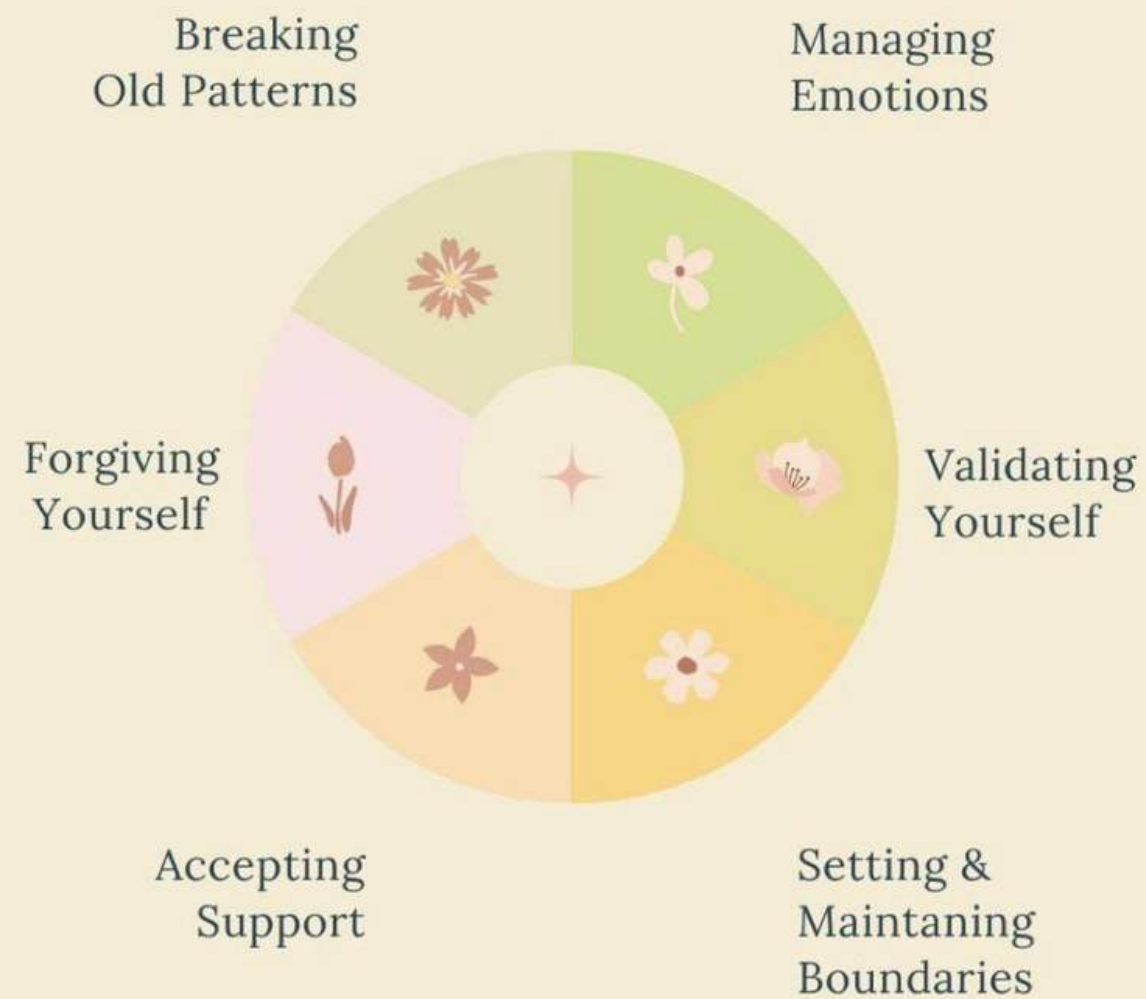 Breaking
Old Patterns
Managing
Emotions
Forgiving
Yourself
Validating
Yourself
Accepting
Support
Setting &
Maintaning
Boundaries